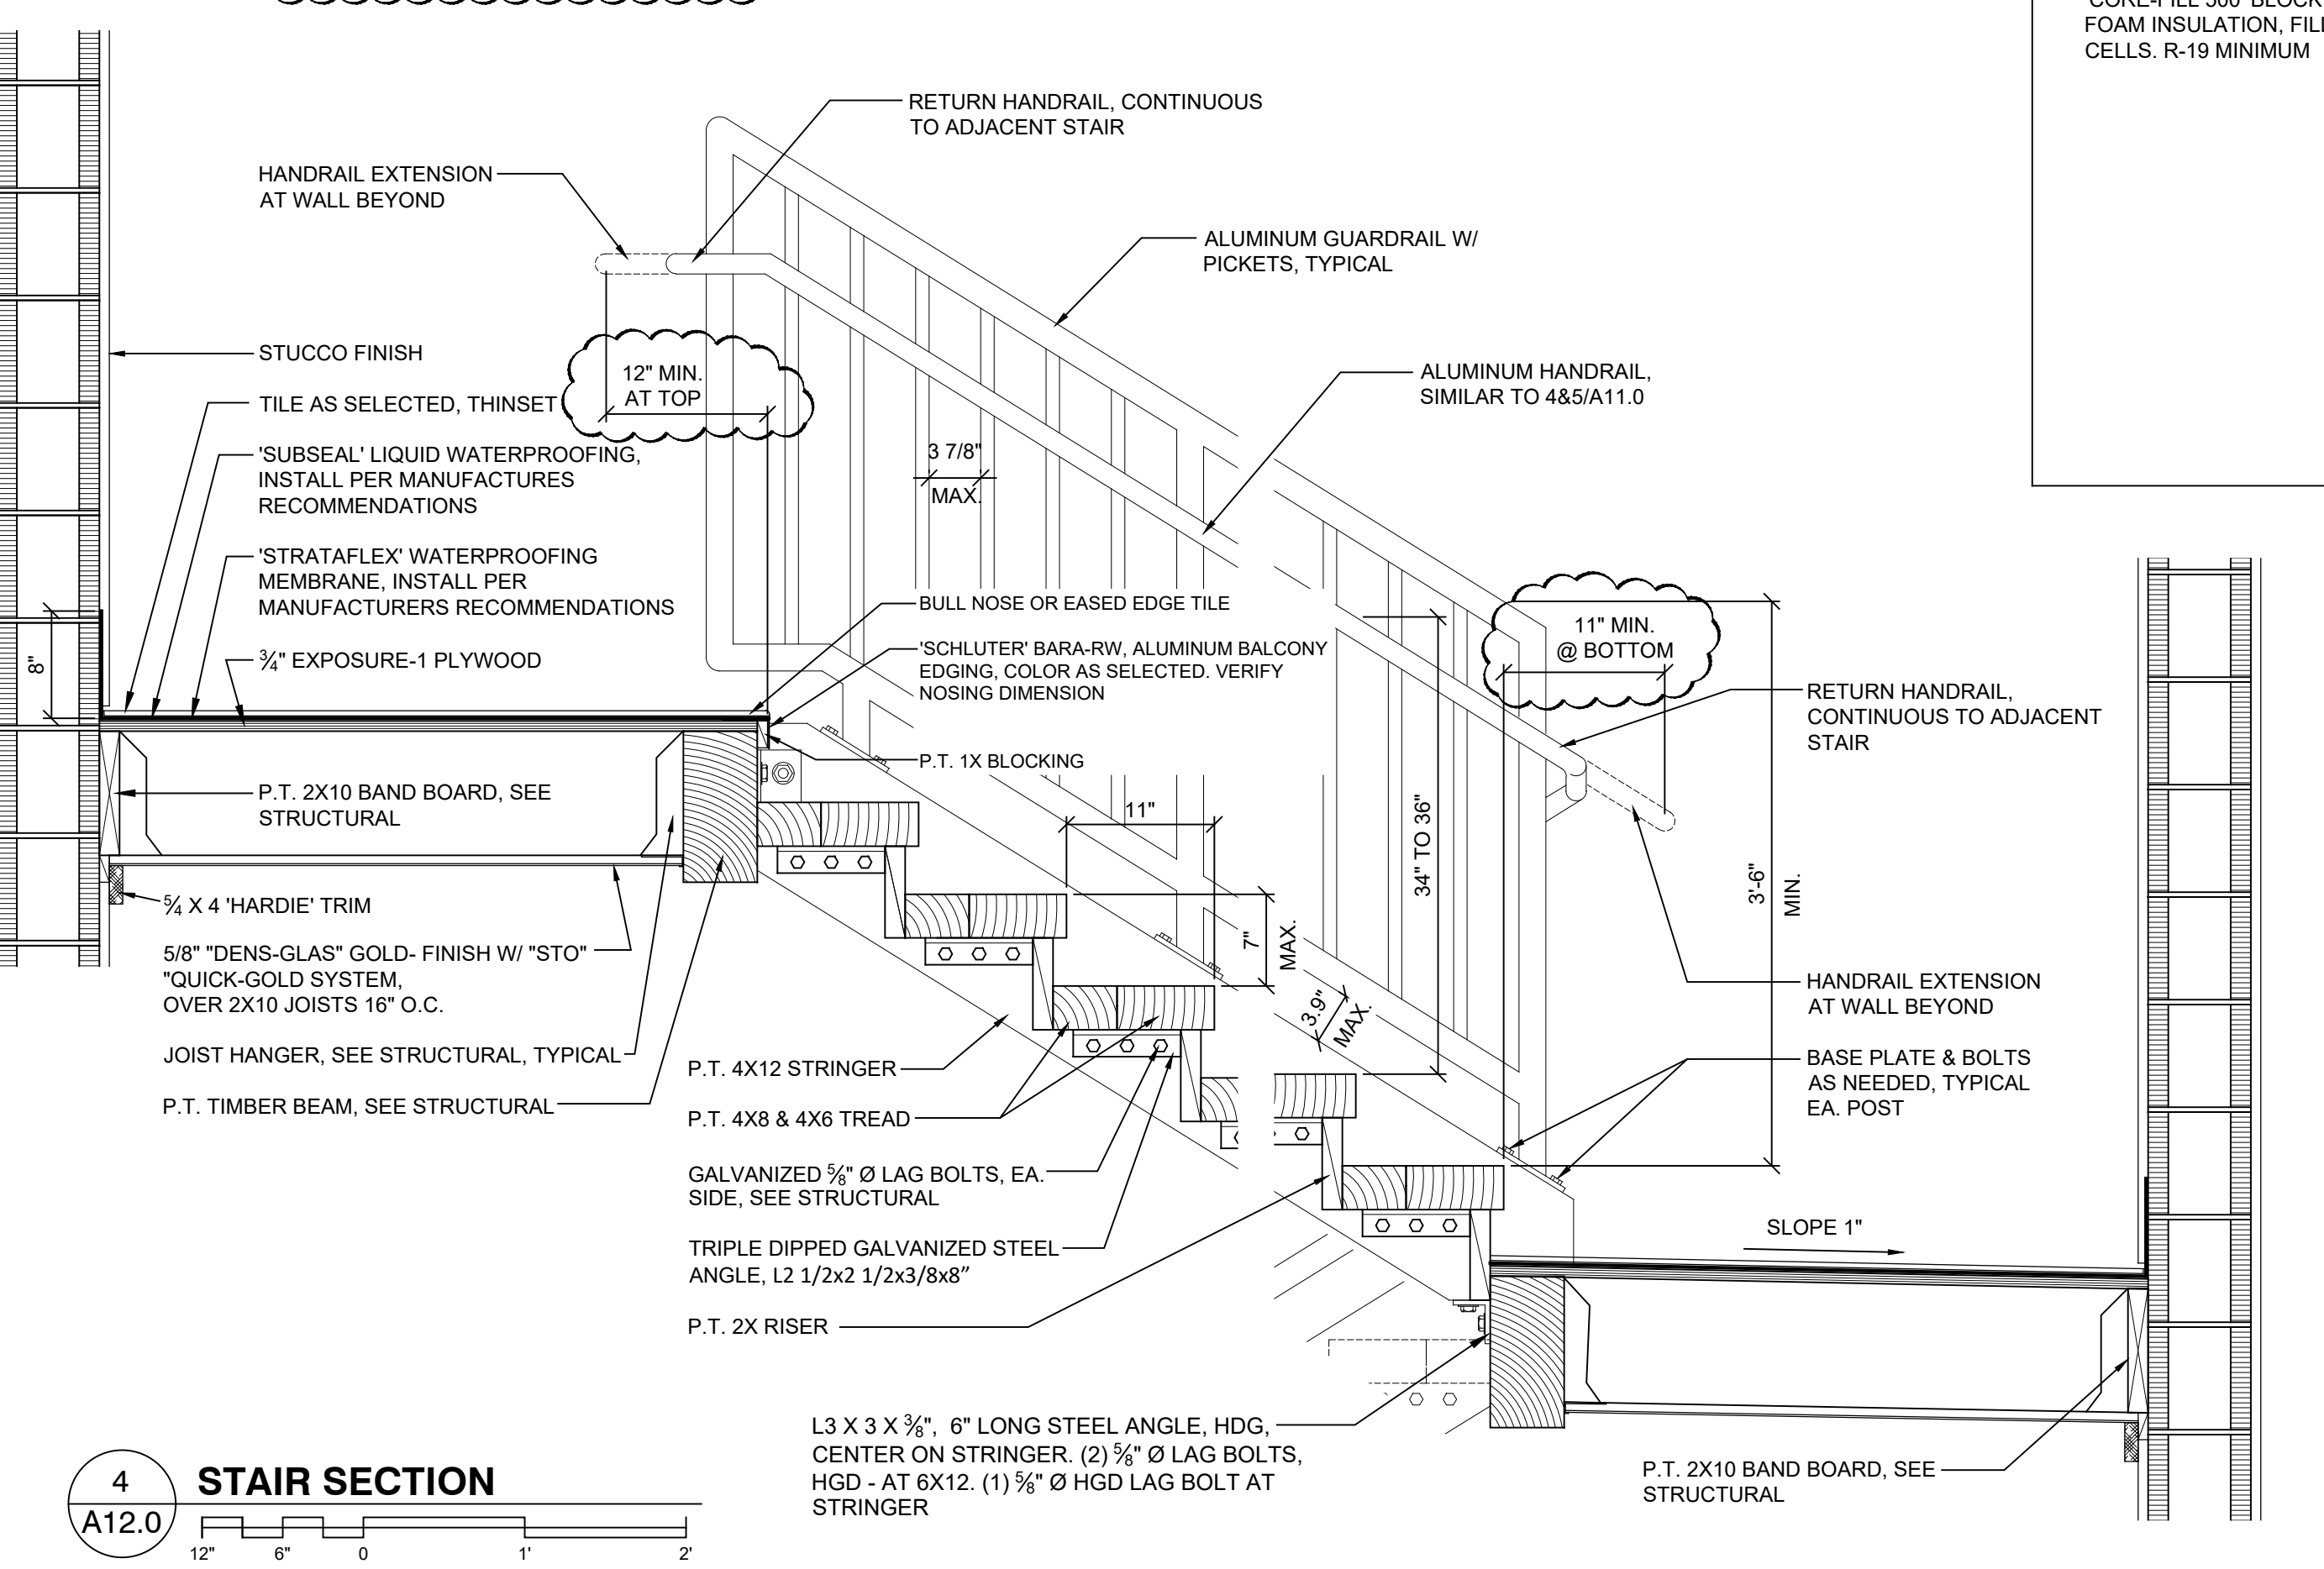 'CORE-FILL 500' BLOCK
FOAM INSULATION, FILL
CELLS. R-19 MINIMUM
RETURN HANDRAIL, CONTINUOUS
TO ADJACENT STAIR
HANDRAIL EXTENSION
AT WALL BEYOND
ALUMINUM GUARDRAIL W/
PICKETS, TYPICAL
STUCCO FINISH
12" MIN.
AT TOP
ALUMINUM HANDRAIL,
SIMILAR TO 4&5/A11.0
TILE AS SELECTED, THINSET
'SUBSEAL' LIQUID WATERPROOFING,
INSTALL PER MANUFACTURES
RECOMMENDATIONS
3 7/8"
MAX.
'STRATAFLEX' WATERPROOFING
MEMBRANE, INSTALL PER
MANUFACTURERS RECOMMENDATIONS
BULL NOSE OR EASED EDGE TILE
11" MIN.
@ BOTTOM
8"
¾" EXPOSURE-1 PLYWOOD
'SCHLUTER' BARA-RW, ALUMINUM BALCONY
EDGING, COLOR AS SELECTED. VERIFY
NOSING DIMENSION
RETURN HANDRAIL,
CONTINUOUS TO ADJACENT
STAIR
P.T. 1X BLOCKING
P.T. 2X10 BAND BOARD, SEE
STRUCTURAL
11"
34" TO 36"
3'-6"
MIN.
⁵⁄₄ X 4 'HARDIE' TRIM
7"
MAX.
5/8" "DENS-GLAS" GOLD- FINISH W/ "STO"
"QUICK-GOLD SYSTEM,
OVER 2X10 JOISTS 16" O.C.
3.9"
MAX.
HANDRAIL EXTENSION
AT WALL BEYOND
JOIST HANGER, SEE STRUCTURAL, TYPICAL
P.T. 4X12 STRINGER
BASE PLATE & BOLTS
AS NEEDED, TYPICAL
EA. POST
P.T. TIMBER BEAM, SEE STRUCTURAL
P.T. 4X8 & 4X6 TREAD
GALVANIZED ⅝" Ø LAG BOLTS, EA.
SIDE, SEE STRUCTURAL
SLOPE 1"
TRIPLE DIPPED GALVANIZED STEEL
ANGLE, L2 1/2x2 1/2x3/8x8”
P.T. 2X RISER
L3 X 3 X ⅜", 6" LONG STEEL ANGLE, HDG,
CENTER ON STRINGER. (2) ⅝" Ø LAG BOLTS,
HGD - AT 6X12. (1) ⅝" Ø HGD LAG BOLT AT
STRINGER
P.T. 2X10 BAND BOARD, SEE
STRUCTURAL
4
A12.0
STAIR SECTION
12" 6" 0 1' 2'